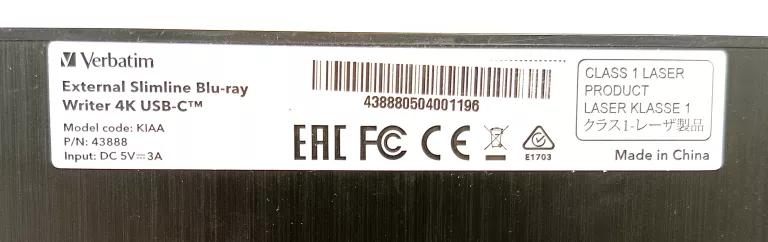 Verbatim
External Slimline Blu-ray
Writer 4K USB-C™
Model code: KIAA
P/N: 43888
Input: DC 5V⎓3A
438880504001196
EAC FC CE
E1703
CLASS 1 LASER
PRODUCT
LASER KLASSE 1
クラス1-レーザ製品
Made in China